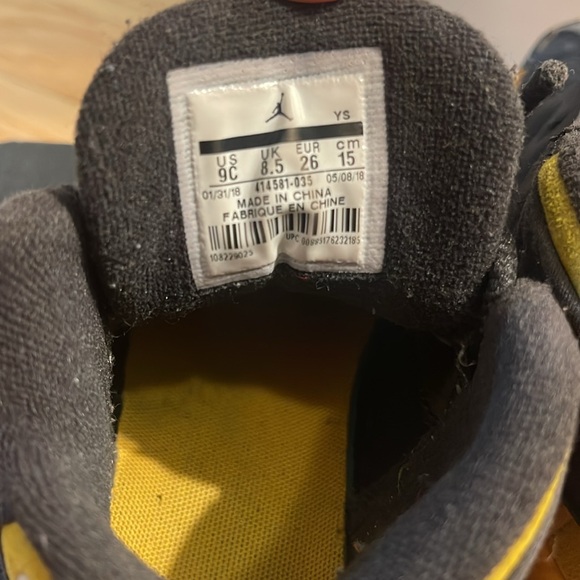 YS
US UK EUR cm
9C 8.5 26 15
01/31/18 414581-035 05/08/18
MADE IN CHINA
FABRIQUE EN CHINE
108229023 UPC